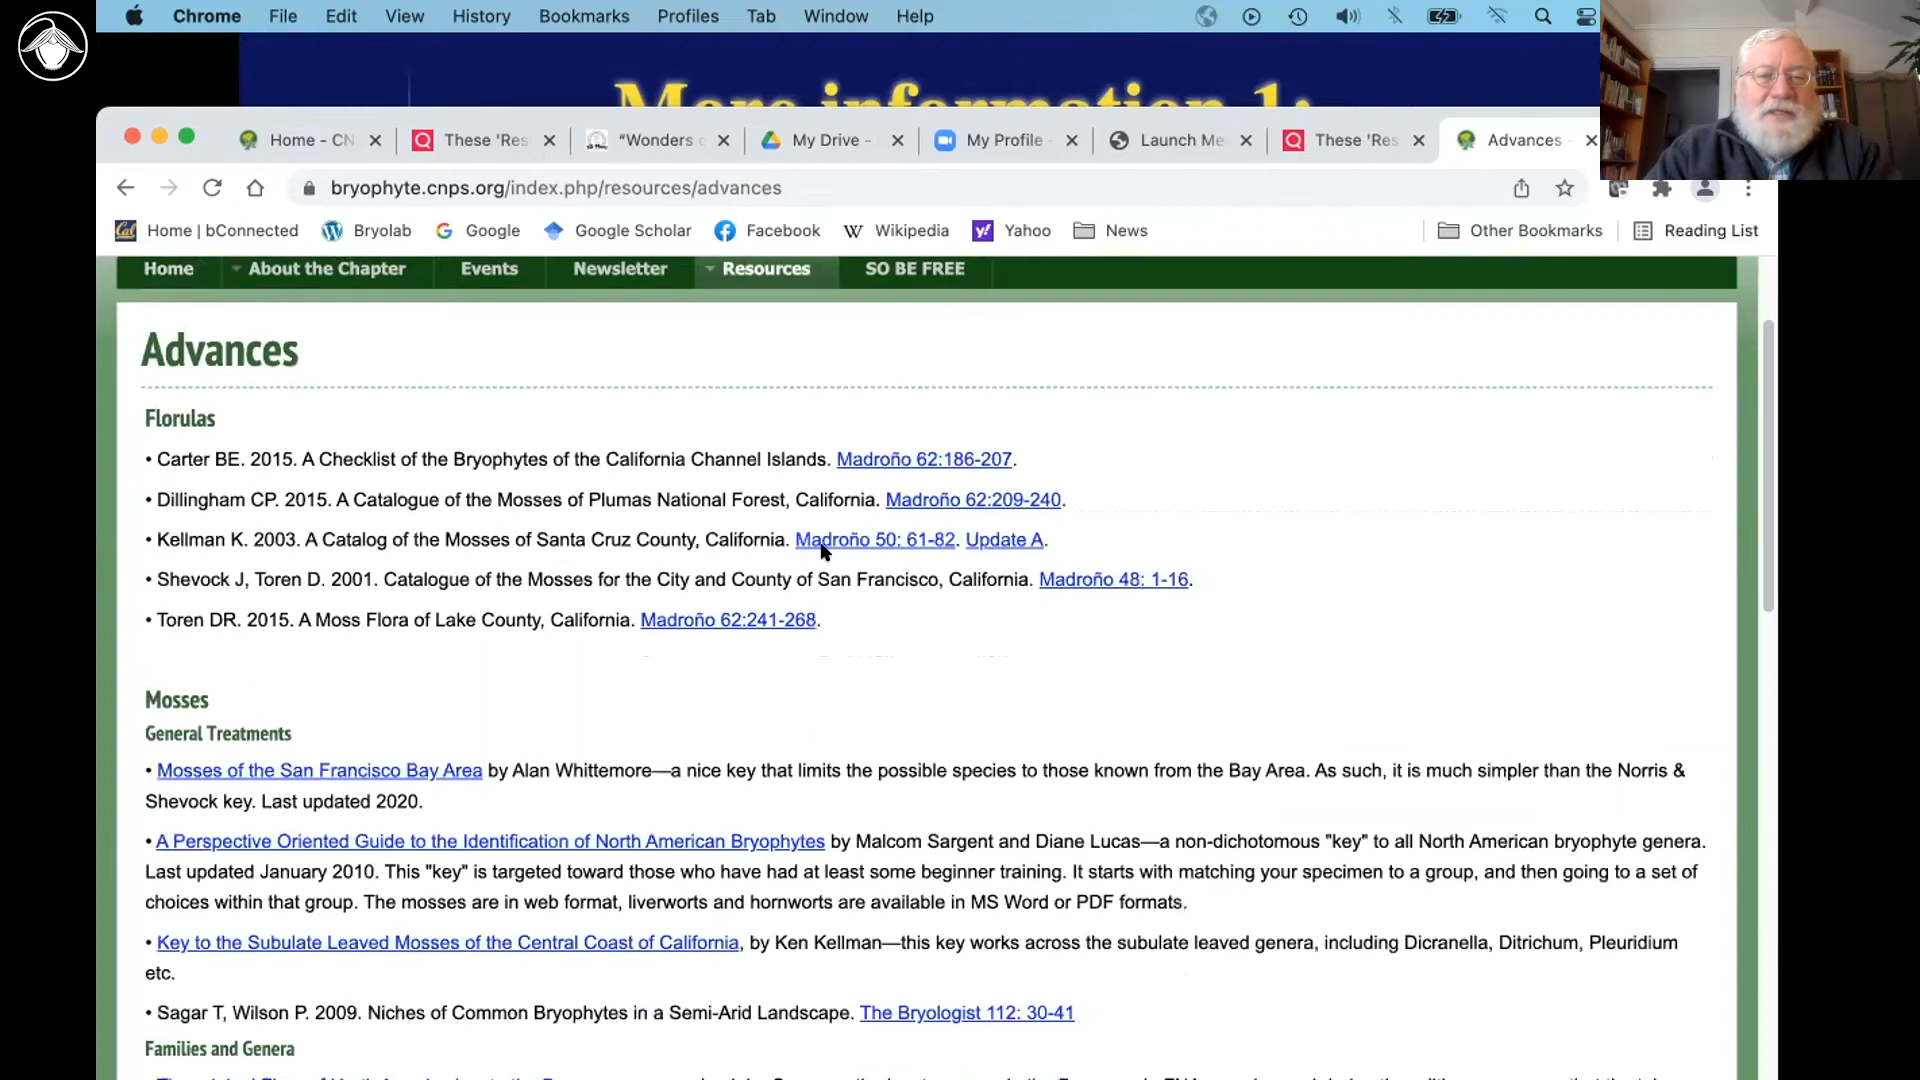 Chrome File Edit View History Bookmarks Profiles Tab Window Help
More information 1:
Home - CN These 'Res "Wonders o My Drive - My Profile - Launch Me These 'Res Advances -
bryophyte.cnps.org/index.php/resources/advances
Cal Home | bConnected Bryolab Google Google Scholar Facebook Wikipedia Yahoo News Other Bookmarks Reading List
Home About the Chapter Events Newsletter Resources SO BE FREE
Advances
Florulas
• Carter BE. 2015. A Checklist of the Bryophytes of the California Channel Islands. Madroño 62:186-207.
• Dillingham CP. 2015. A Catalogue of the Mosses of Plumas National Forest, California. Madroño 62:209-240.
• Kellman K. 2003. A Catalog of the Mosses of Santa Cruz County, California. Madroño 50: 61-82. Update A.
• Shevock J, Toren D. 2001. Catalogue of the Mosses for the City and County of San Francisco, California. Madroño 48: 1-16.
• Toren DR. 2015. A Moss Flora of Lake County, California. Madroño 62:241-268.
Mosses
General Treatments
• Mosses of the San Francisco Bay Area by Alan Whittemore—a nice key that limits the possible species to those known from the Bay Area. As such, it is much simpler than the Norris &
Shevock key. Last updated 2020.
• A Perspective Oriented Guide to the Identification of North American Bryophytes by Malcom Sargent and Diane Lucas—a non-dichotomous "key" to all North American bryophyte genera.
Last updated January 2010. This "key" is targeted toward those who have had at least some beginner training. It starts with matching your specimen to a group, and then going to a set of
choices within that group. The mosses are in web format, liverworts and hornworts are available in MS Word or PDF formats.
• Key to the Subulate Leaved Mosses of the Central Coast of California, by Ken Kellman—this key works across the subulate leaved genera, including Dicranella, Ditrichum, Pleuridium
etc.
• Sagar T, Wilson P. 2009. Niches of Common Bryophytes in a Semi-Arid Landscape. The Bryologist 112: 30-41
Families and Genera